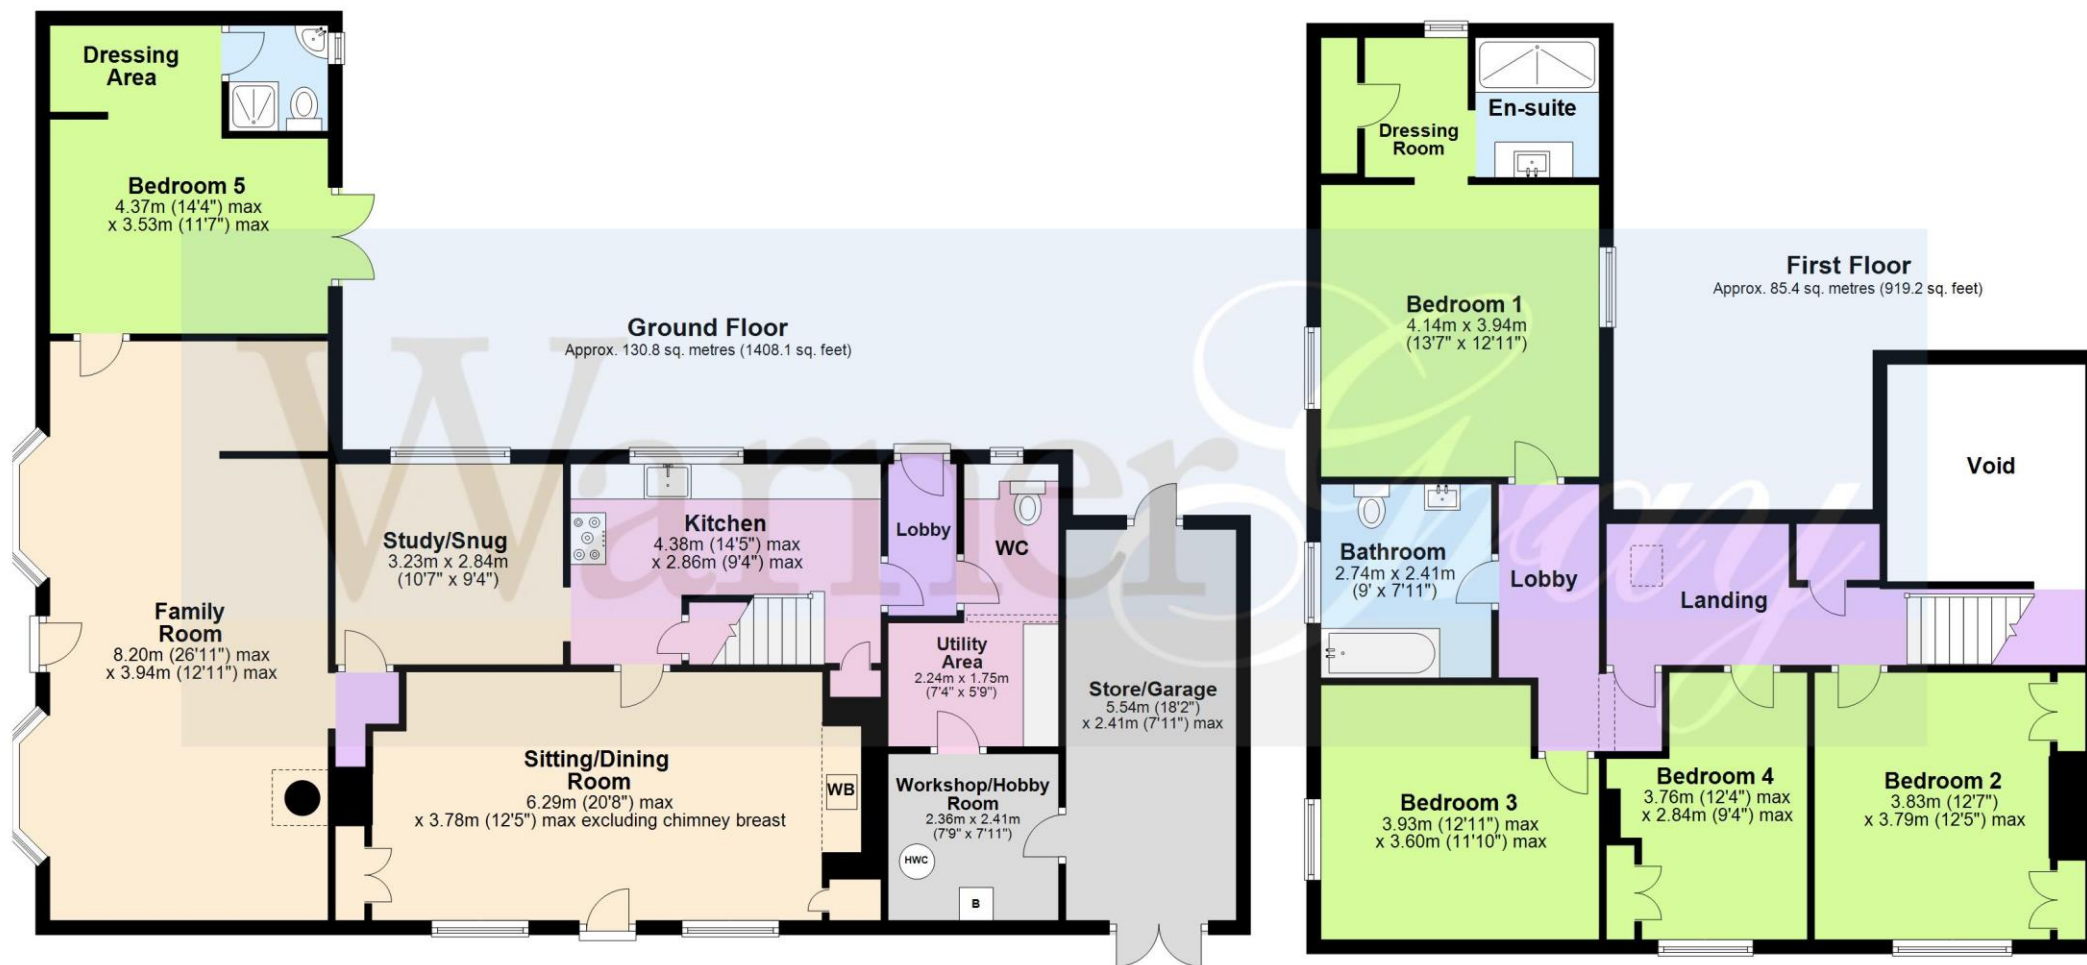 Dressing
Area
Bedroom 5
4.37m (14'4") max
x 3.53m (11'7") max
Ground Floor
Approx. 130.8 sq. metres (1408.1 sq. feet)
Family
Room
8.20m (26'11") max
x 3.94m (12'11") max
Study/Snug
3.23m x 2.84m
(10'7" x 9'4")
Kitchen
4.38m (14'5") max
x 2.86m (9'4") max
Lobby
WC
Utility
Area
2.24m x 1.75m
(7'4" x 5'9")
Store/Garage
5.54m (18'2")
x 2.41m (7'11") max
Sitting/Dining
Room
6.29m (20'8") max
x 3.78m (12'5") max excluding chimney breast
WB
Workshop/Hobby
Room
2.36m x 2.41m
(7'9" x 7'11")
HWC
B
En-suite
Dressing
Room
Bedroom 1
4.14m x 3.94m
(13'7" x 12'11")
First Floor
Approx. 85.4 sq. metres (919.2 sq. feet)
Void
Bathroom
2.74m x 2.41m
(9' x 7'11")
Lobby
Landing
Bedroom 3
3.93m (12'11") max
x 3.60m (11'10") max
Bedroom 4
3.76m (12'4") max
x 2.84m (9'4") max
Bedroom 2
3.83m (12'7")
x 3.79m (12'5") max
Warner Gray